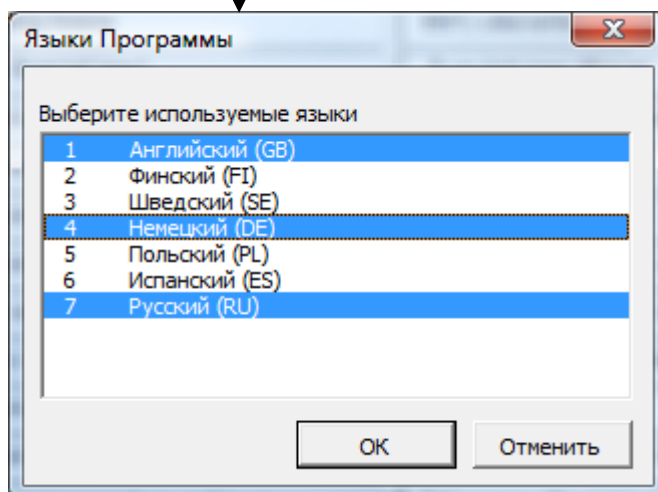 Языки Программы
Выберите используемые языки
1 Английский (GB)
2 Финский (FI)
3 Шведский (SE)
4 Немецкий (DE)
5 Польский (PL)
6 Испанский (ES)
7 Русский (RU)
OK Отменить